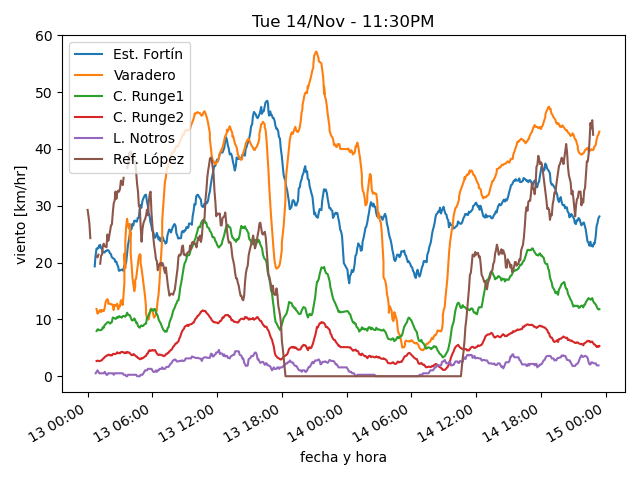 Tue 14/Nov - 11:30PM
60
50
40
30
20
10
0
viento [km/hr]
Est. Fortín
Varadero
C. Runge1
C. Runge2
L. Notros
Ref. López
13 00:00
13 06:00
13 12:00
13 18:00
14 00:00
14 06:00
14 12:00
14 18:00
15 00:00
fecha y hora